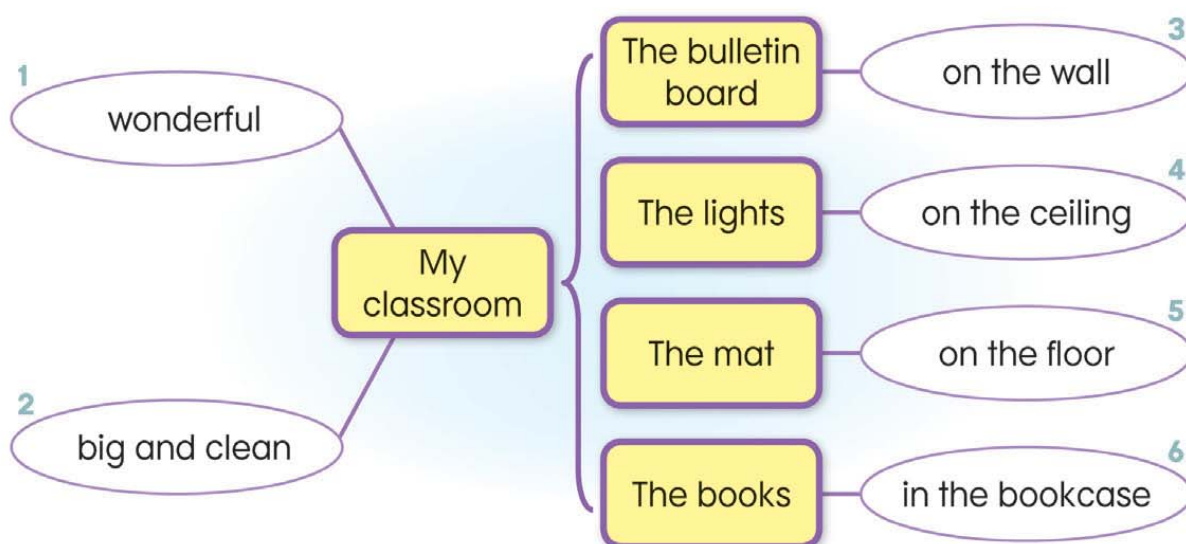 1
wonderful
2
big and clean
My
classroom
The bulletin
board
3
on the wall
The lights
4
on the ceiling
The mat
5
on the floor
The books
6
in the bookcase